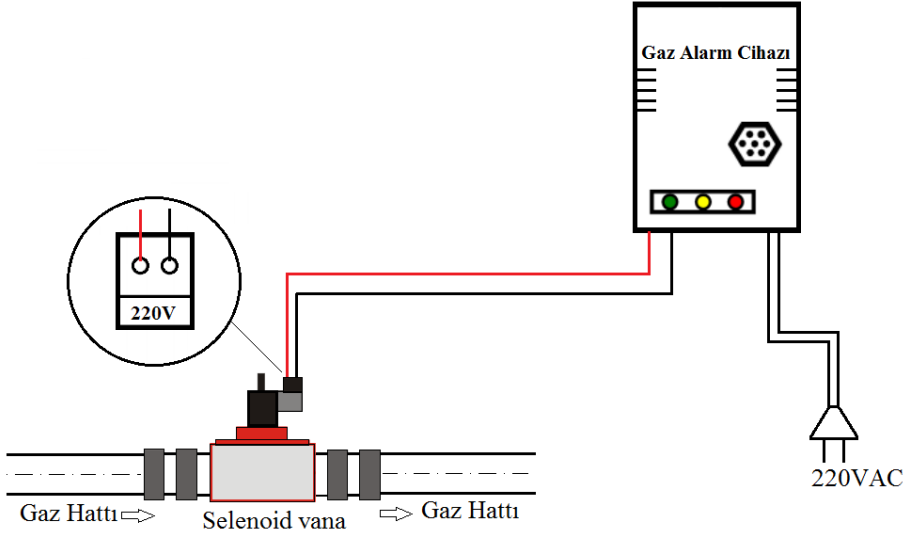 Gaz Alarm Cihazı
220V
220VAC
Gaz Hattı
Selenoid vana
Gaz Hattı